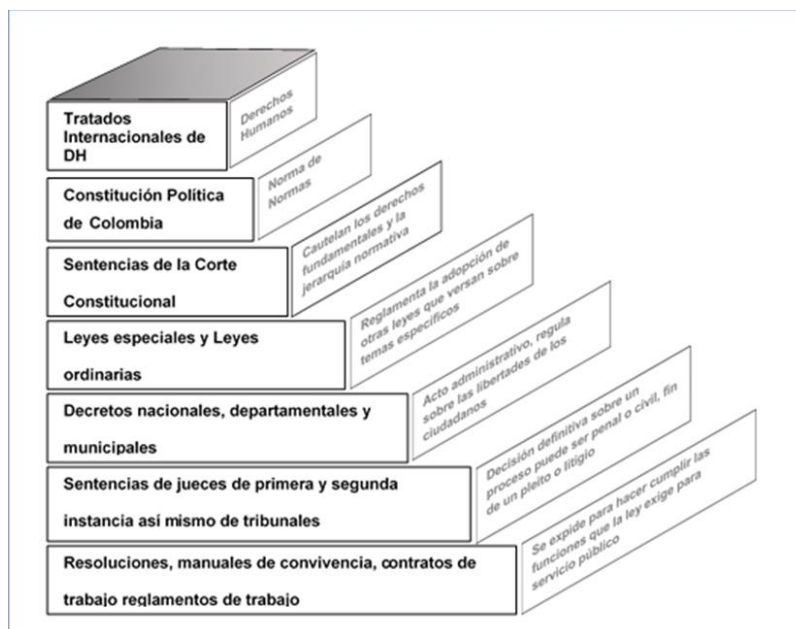 Tratados
Internacionales de
DH
Derechos
Humanos
Constitución Política
de Colombia
Norma de
Normas
Sentencias de la Corte
Constitucional
Cautelan los derechos
fundamentales y la
jerarquía normativa
Leyes especiales y Leyes
ordinarias
Reglamenta la adopción de
otras leyes que versan sobre
temas específicos
Decretos nacionales, departamentales y
municipales
Acto administrativo, regula
sobre las libertades de los
ciudadanos
Sentencias de jueces de primera y segunda
instancia así mismo de tribunales
Decisión definitiva sobre un
proceso puede ser penal o civil, fin
de un pleito o litigio
Resoluciones, manuales de convivencia, contratos de
trabajo reglamentos de trabajo
Se expide para hacer cumplir las
funciones que la ley exige para
servicio público